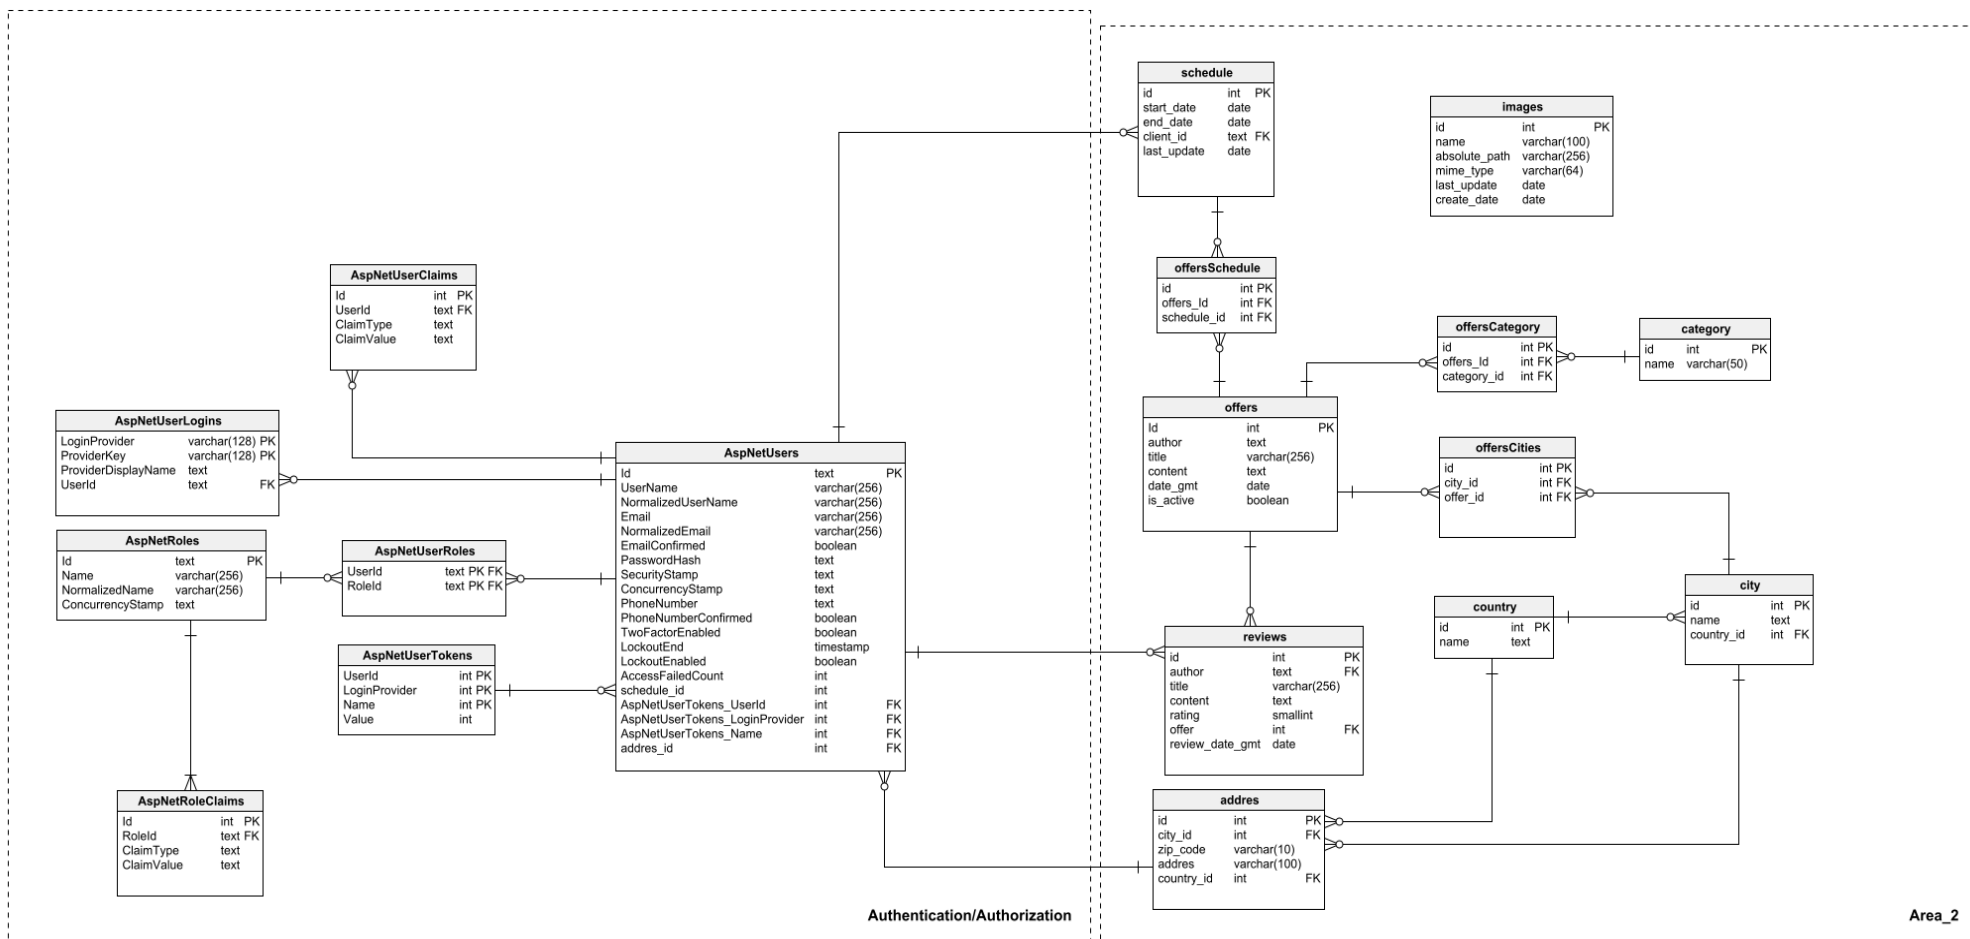 schedule
id int PK
start_date date
end_date date
client_id text FK
last_update date
images
id int PK
name varchar(100)
absolute_path varchar(256)
mime_type varchar(64)
last_update date
create_date date
AspNetUserClaims
Id int PK
UserId text FK
ClaimType text
ClaimValue text
offersSchedule
id int PK
offers_Id int FK
schedule_id int FK
offersCategory
id int PK
offers_Id int FK
category_id int FK
category
id int PK
name varchar(50)
AspNetUserLogins
LoginProvider varchar(128) PK
ProviderKey varchar(128) PK
ProviderDisplayName text
UserId text FK
AspNetUsers
Id text PK
UserName varchar(256)
NormalizedUserName varchar(256)
Email varchar(256)
NormalizedEmail varchar(256)
EmailConfirmed boolean
PasswordHash text
SecurityStamp text
ConcurrencyStamp text
PhoneNumber text
PhoneNumberConfirmed boolean
TwoFactorEnabled boolean
LockoutEnd timestamp
LockoutEnabled boolean
AccessFailedCount int
schedule_id int
AspNetUserTokens_UserId int FK
AspNetUserTokens_LoginProvider int FK
AspNetUserTokens_Name int FK
addres_id int FK
offers
Id int PK
author text
title varchar(256)
content text
date_gmt date
is_active boolean
offersCities
id int PK
city_id int FK
offer_id int FK
AspNetRoles
Id text PK
Name varchar(256)
NormalizedName varchar(256)
ConcurrencyStamp text
AspNetUserRoles
UserId text PK FK
RoleId text PK FK
city
id int PK
name text
country_id int FK
country
id int PK
name text
reviews
id int PK
author text FK
title varchar(256)
content text
rating smallint
offer int FK
review_date_gmt date
AspNetUserTokens
UserId int PK
LoginProvider int PK
Name int PK
Value int
AspNetRoleClaims
Id int PK
RoleId text FK
ClaimType text
ClaimValue text
addres
id int PK
city_id int FK
zip_code varchar(10)
addres varchar(100)
country_id int FK
Authentication/Authorization
Area_2